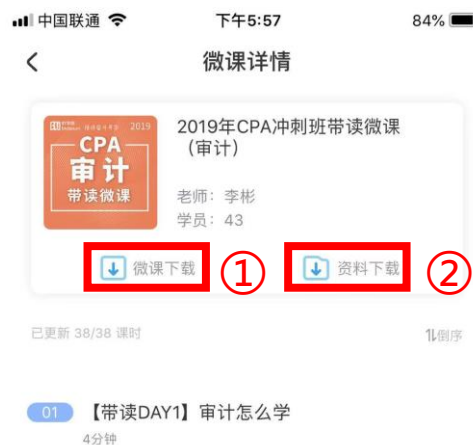 中国联通 下午5:57 84%
微课详情
2019
CPA
审计
带读微课
2019年CPA冲刺班带读微课
（审计）
老师：李彬
学员：43
微课下载 ① 资料下载 ②
已更新 38/38 课时 倒序
01 【带读DAY1】审计怎么学
4分钟